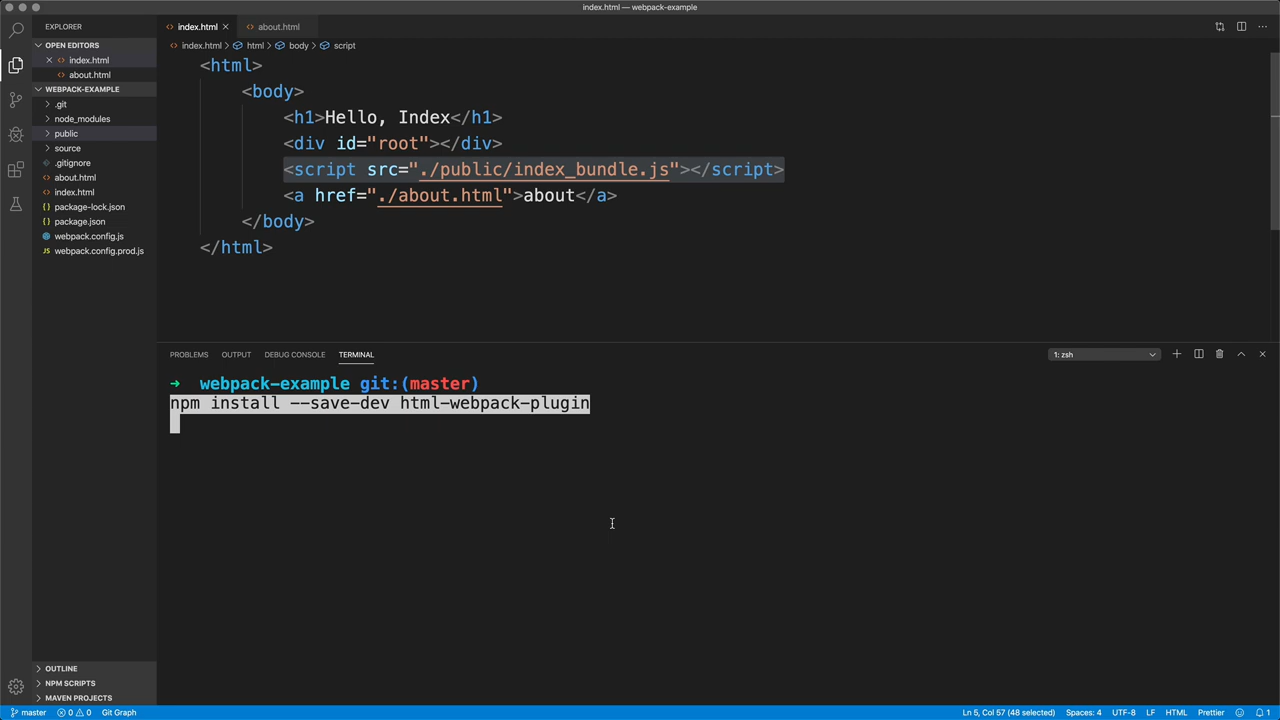 index.html — webpack-example
EXPLORER
OPEN EDITORS
index.html
about.html
WEBPACK-EXAMPLE
.git
node_modules
public
source
.gitignore
about.html
index.html
package-lock.json
package.json
webpack.config.js
JS webpack.config.prod.js
OUTLINE
NPM SCRIPTS
MAVEN PROJECTS
index.html
about.html
index.html > html > body > script
<html>
<body>
<h1>Hello, Index</h1>
<div id="root"></div>
<script src="./public/index_bundle.js"></script>
<a href="./about.html">about</a>
</body>
</html>
PROBLEMS OUTPUT DEBUG CONSOLE TERMINAL
1: zsh
➜ webpack-example git:(master)
npm install --save-dev html-webpack-plugin
master 0 0 Git Graph
Ln 5, Col 57 (48 selected) Spaces: 4 UTF-8 LF HTML Prettier 1